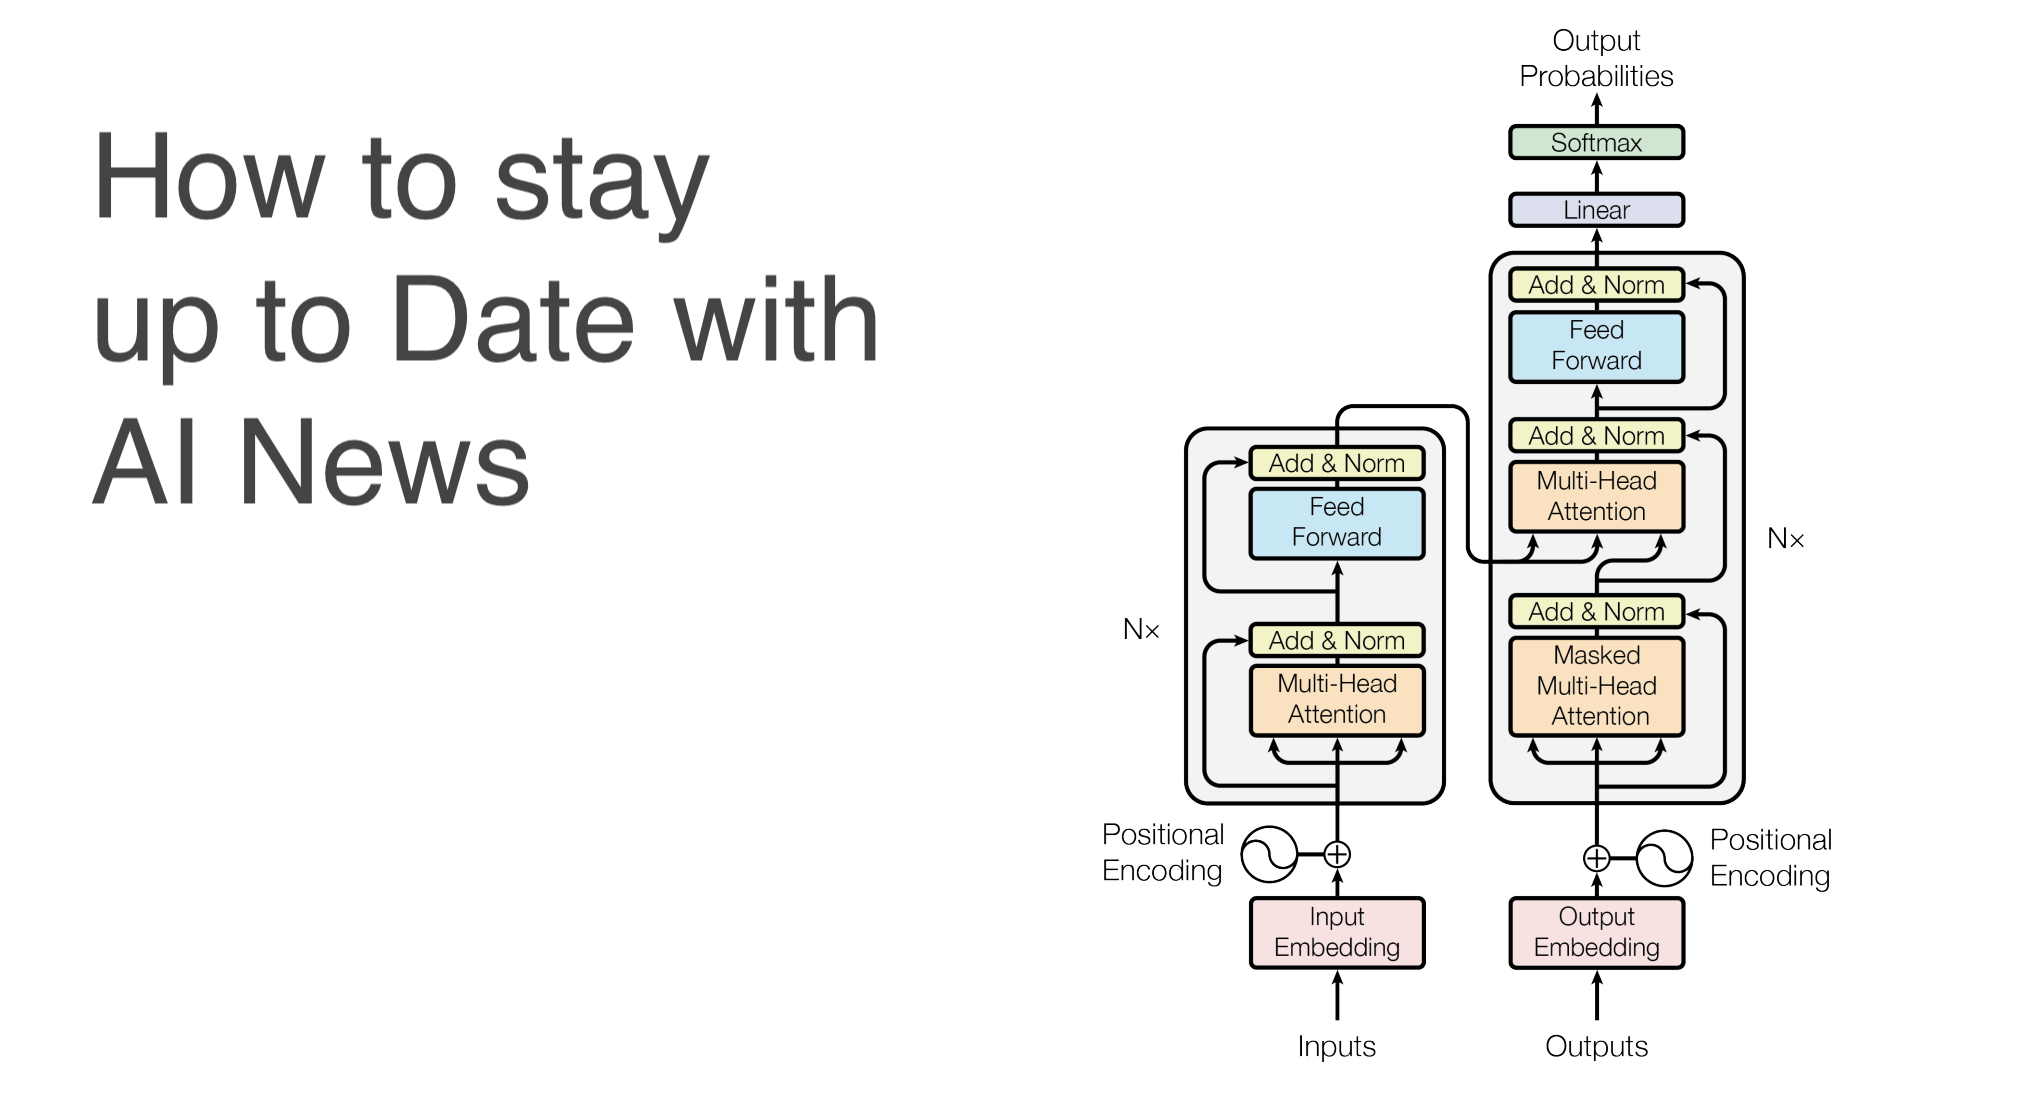 How to stay
up to Date with
AI News
Output
Probabilities
Softmax
Linear
Add & Norm
Feed
Forward
Add & Norm
Multi-Head
Attention
N×
Add & Norm
Masked
Multi-Head
Attention
Add & Norm
Feed
Forward
N×
Add & Norm
Multi-Head
Attention
Positional
Encoding
Positional
Encoding
Input
Embedding
Output
Embedding
Inputs
Outputs